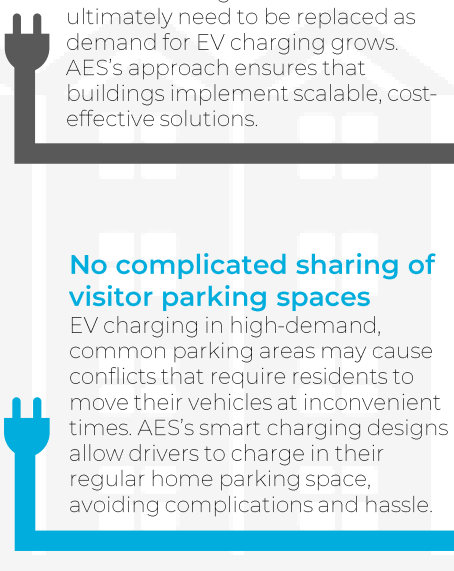 ultimately need to be replaced as
demand for EV charging grows.
AES's approach ensures that
buildings implement scalable, cost-
effective solutions.
No complicated sharing of
visitor parking spaces
EV charging in high-demand,
common parking areas may cause
conflicts that require residents to
move their vehicles at inconvenient
times. AES's smart charging designs
allow drivers to charge in their
regular home parking space,
avoiding complications and hassle.